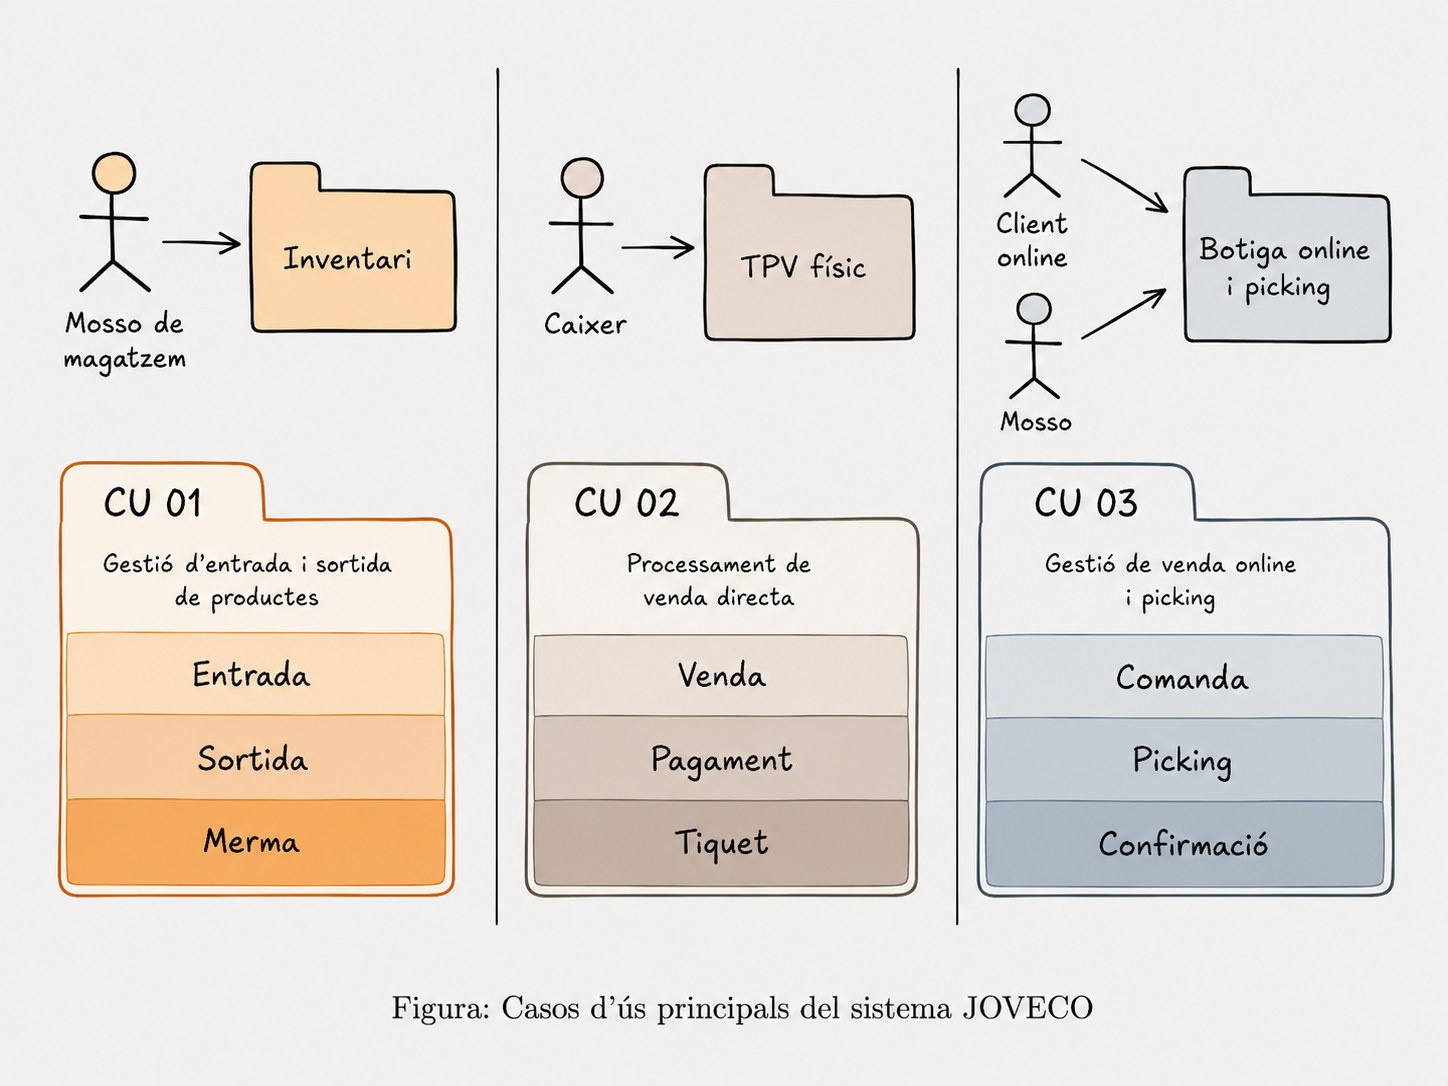 Mosso de
magatzem
Inventari
CU 01
Gestió d'entrada i sortida
de productes
Entrada
Sortida
Merma
Caixer
TPV físic
CU 02
Processament de
venda directa
Venda
Pagament
Tiquet
Client
online
Mosso
Botiga online
i picking
CU 03
Gestió de venda online
i picking
Comanda
Picking
Confirmació
Figura: Casos d'ús principals del sistema JOVECO